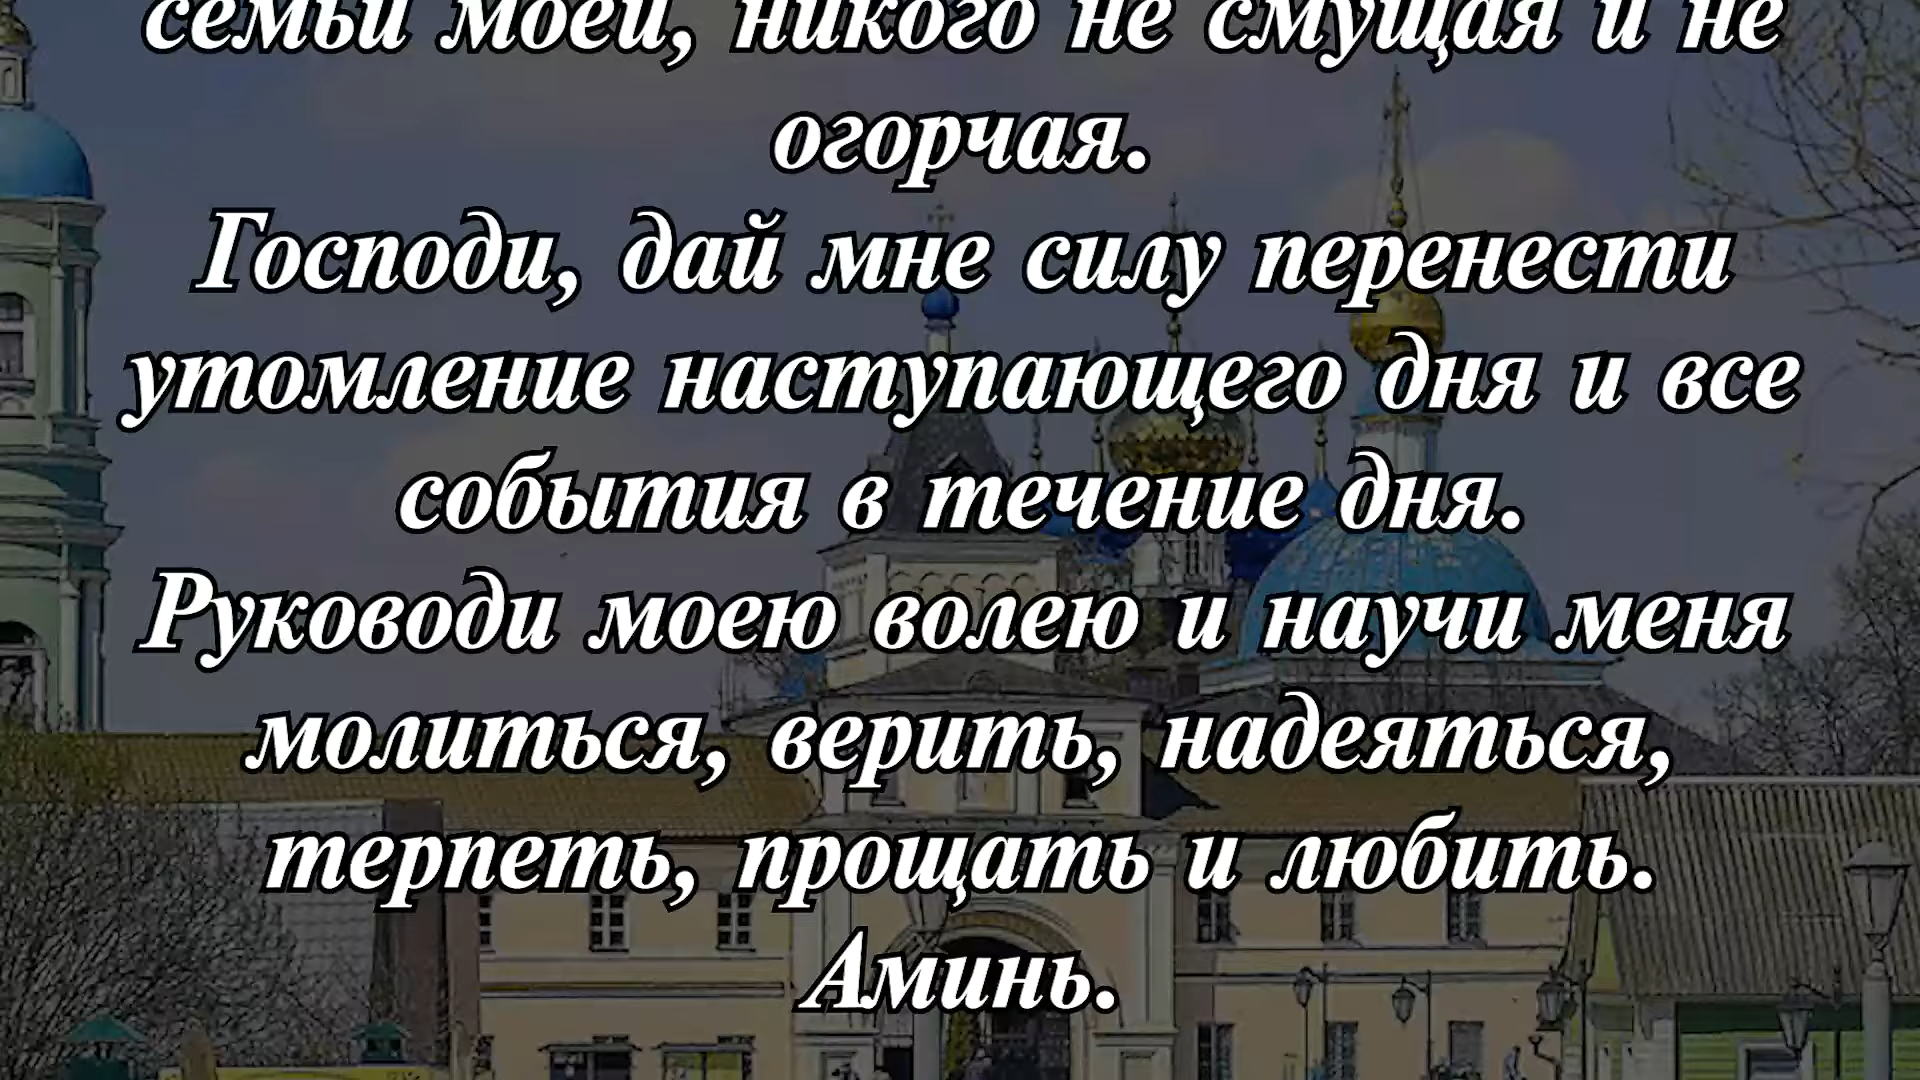 семьи моей, никого не смущая и не
огорчая.
Господи, дай мне силу перенести
утомление наступающего дня и все
события в течение дня.
Руководи моею волею и научи меня
молиться, верить, надеяться,
терпеть, прощать и любить.
Аминь.